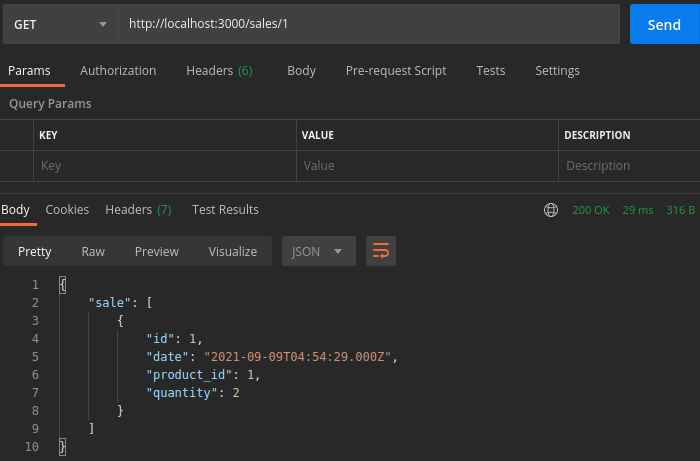 GET http://localhost:3000/sales/1 Send
Params Authorization Headers (6) Body Pre-request Script Tests Settings
Query Params
KEY VALUE DESCRIPTION
Key Value Description
Body Cookies Headers (7) Test Results 200 OK 29 ms 316 B
Pretty Raw Preview Visualize JSON
1 {
2 "sale": [
3 {
4 "id": 1,
5 "date": "2021-09-09T04:54:29.000Z",
6 "product_id": 1,
7 "quantity": 2
8 }
9 ]
10 }